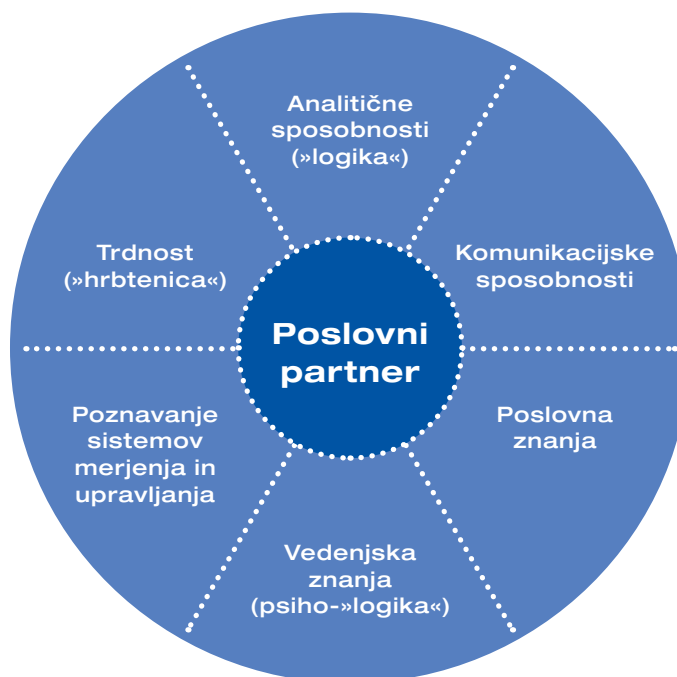 Analitične
sposobnosti
(»logika«)
Komunikacijske
sposobnosti
Poslovna
znanja
Vedenjska
znanja
(psiho-»logika«)
Poznavanje
sistemov
merjenja in
upravljanja
Trdnost
(»hrbtenica«)
Poslovni
partner